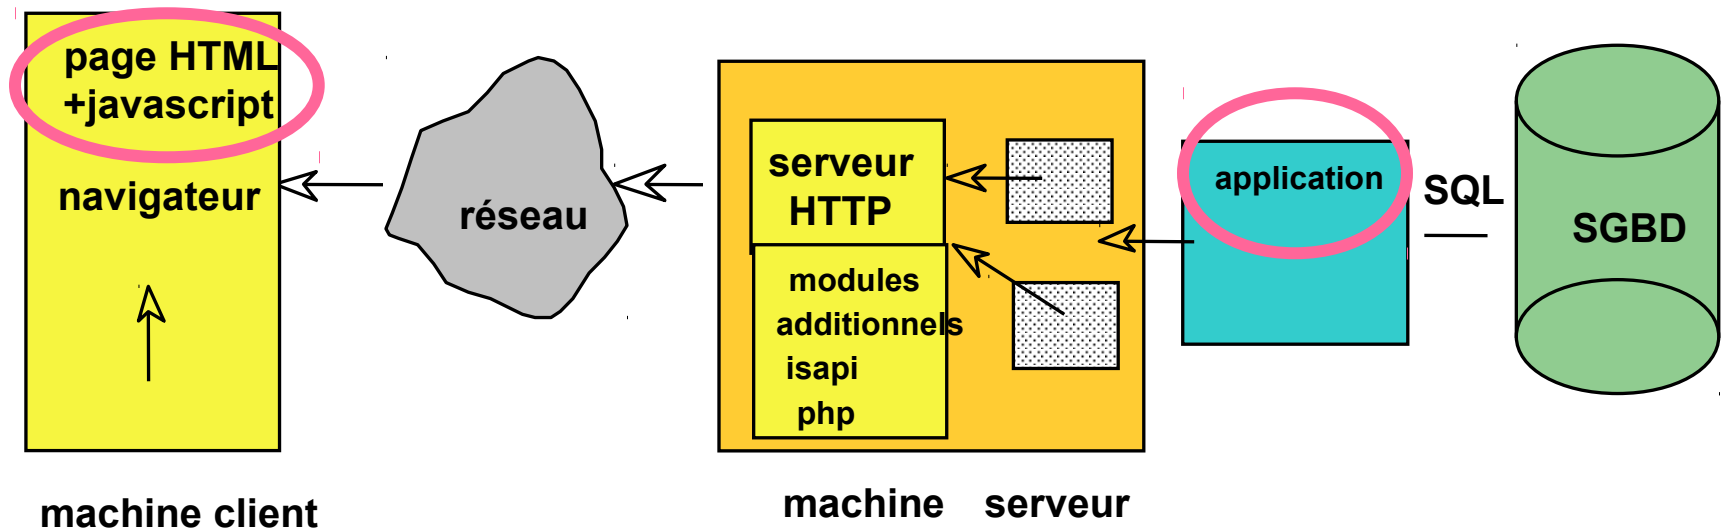 page HTML
+javascript
navigateur
machine client
réseau
serveur
HTTP
modules
additionnels
isapi
php
machine serveur
application
SQL
SGBD